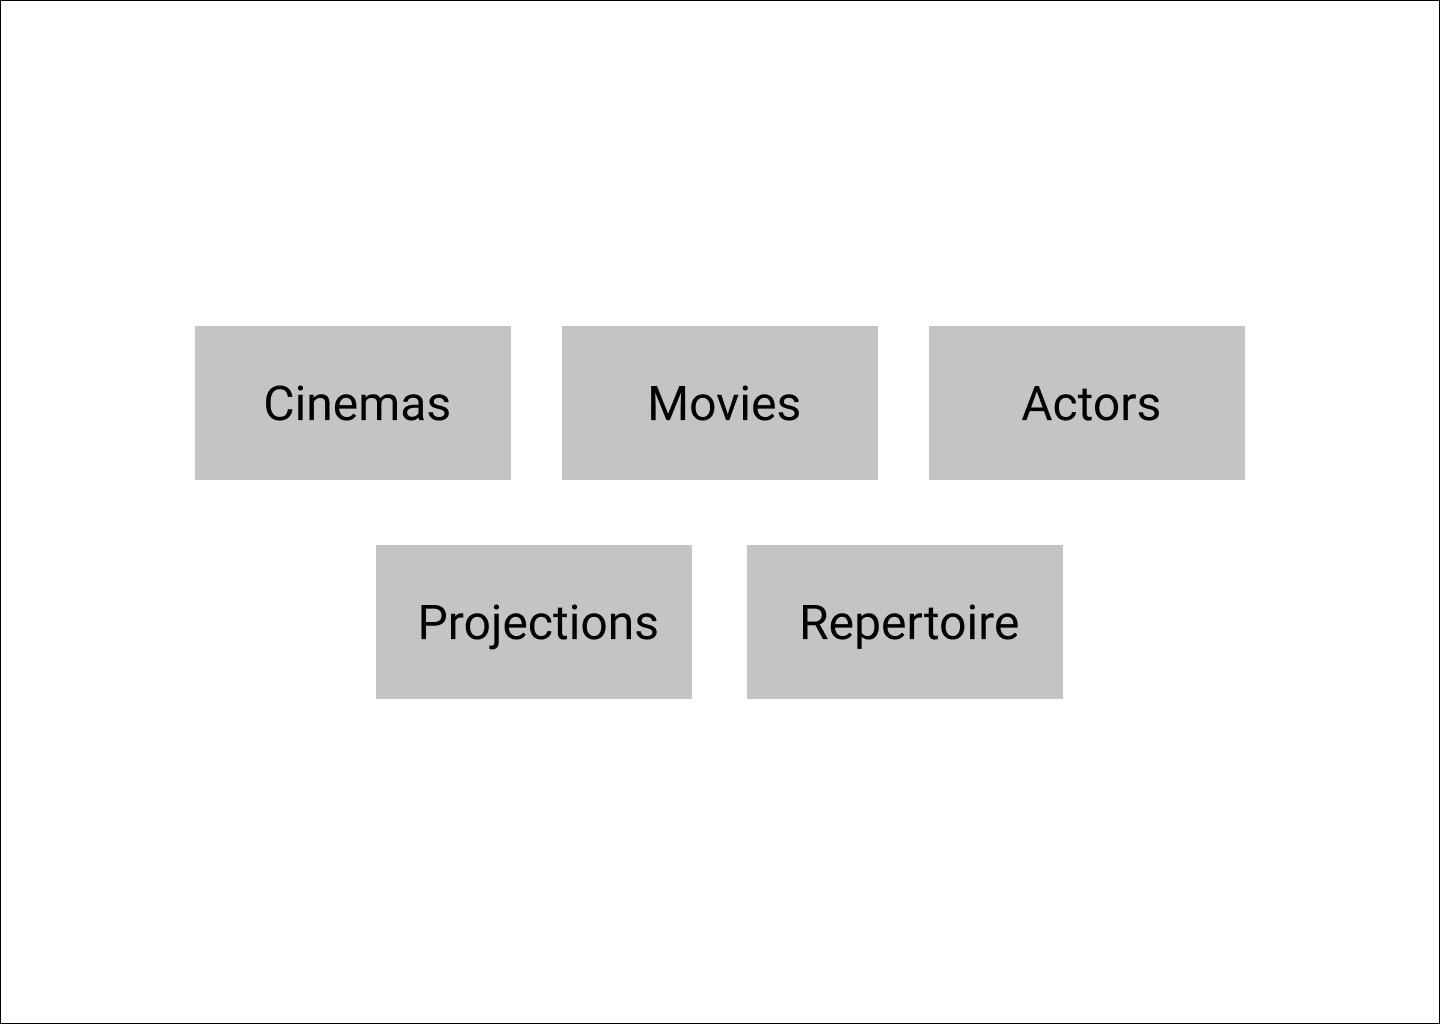 Cinemas
Movies
Actors
Projections
Repertoire